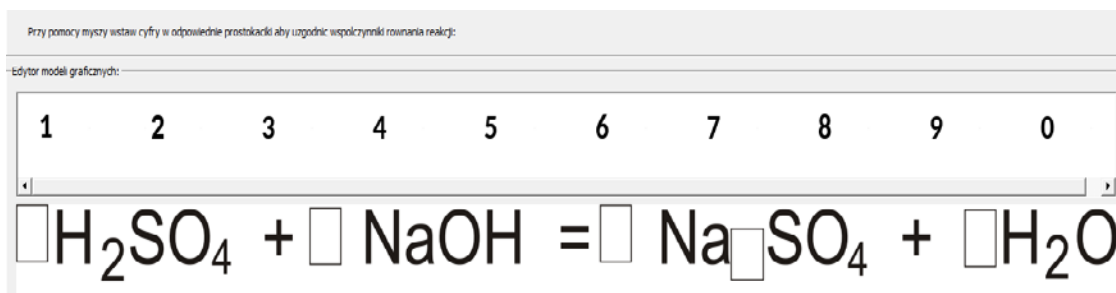 Przy pomocy myszy wstaw cyfry w odpowiednie prostokaciki aby uzgodnic wspolczynniki rownania reakcji:
Edytor modeli graficznych:
1 2 3 4 5 6 7 8 9 0
□H₂SO₄ + □ NaOH = □ Na□SO₄ + □H₂O